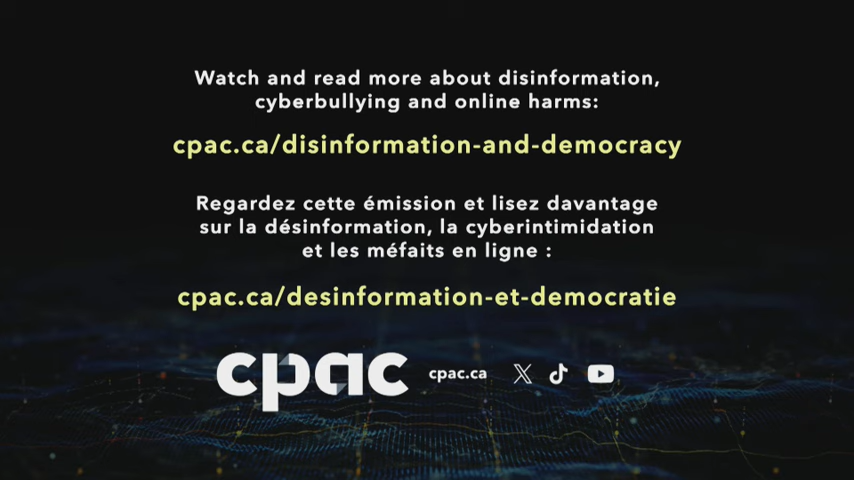 Watch and read more about disinformation,
cyberbullying and online harms:
cpac.ca/disinformation-and-democracy
Regardez cette émission et lisez davantage
sur la désinformation, la cyberintimidation
et les méfaits en ligne :
cpac.ca/desinformation-et-democratie
cpac cpac.ca